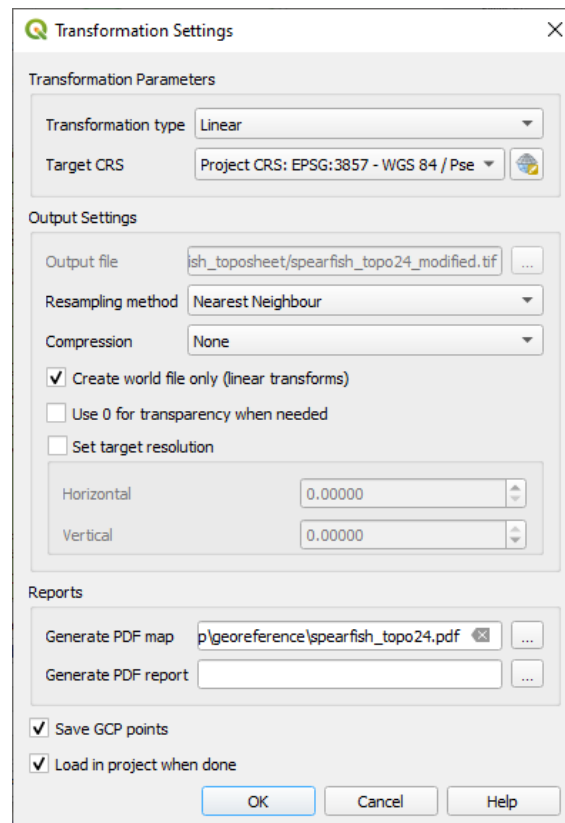 Transformation Settings
Transformation Parameters
Transformation type Linear
Target CRS Project CRS: EPSG:3857 - WGS 84 / Pse
Output Settings
Output file ish_toposheet/spearfish_topo24_modified.tif ...
Resampling method Nearest Neighbour
Compression None
Create world file only (linear transforms)
Use 0 for transparency when needed
Set target resolution
Horizontal 0.00000
Vertical 0.00000
Reports
Generate PDF map p\georeference\spearfish_topo24.pdf ...
Generate PDF report ...
Save GCP points
Load in project when done
OK Cancel Help